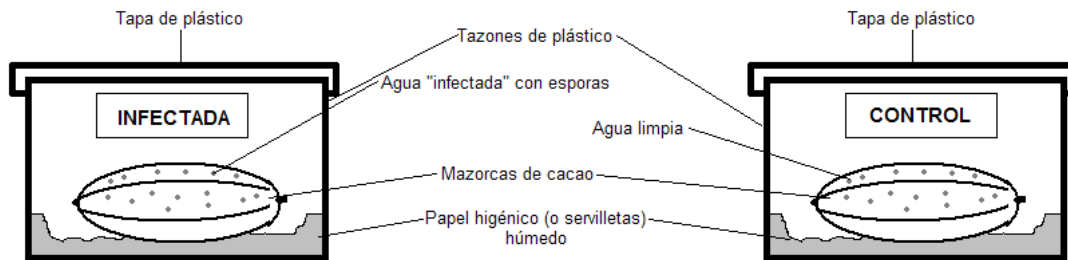 Tapa de plástico
Tapa de plástico
Tazones de plástico
Agua "infectada" con esporas
INFECTADA
CONTROL
Agua limpia
Mazorcas de cacao
Papel higénico (o servilletas)
húmedo